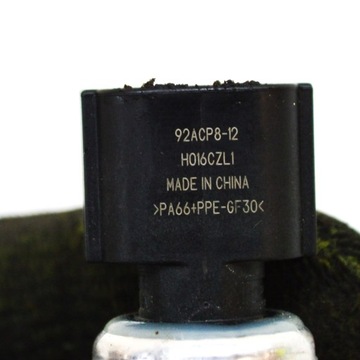 92ACP8-12
H016CZL1
MADE IN CHINA
>PA66+PPE-GF30<